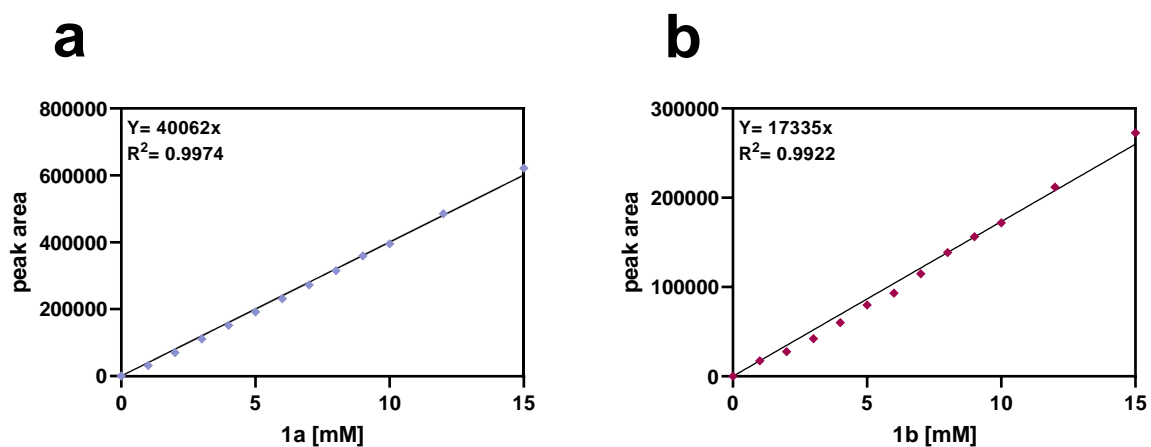 a
800000
600000
400000
200000
0
0 5 10 15
peak area
1a [mM]
Y= 40062x
R²= 0.9974
b
300000
200000
100000
0
0 5 10 15
peak area
1b [mM]
Y= 17335x
R²= 0.9922